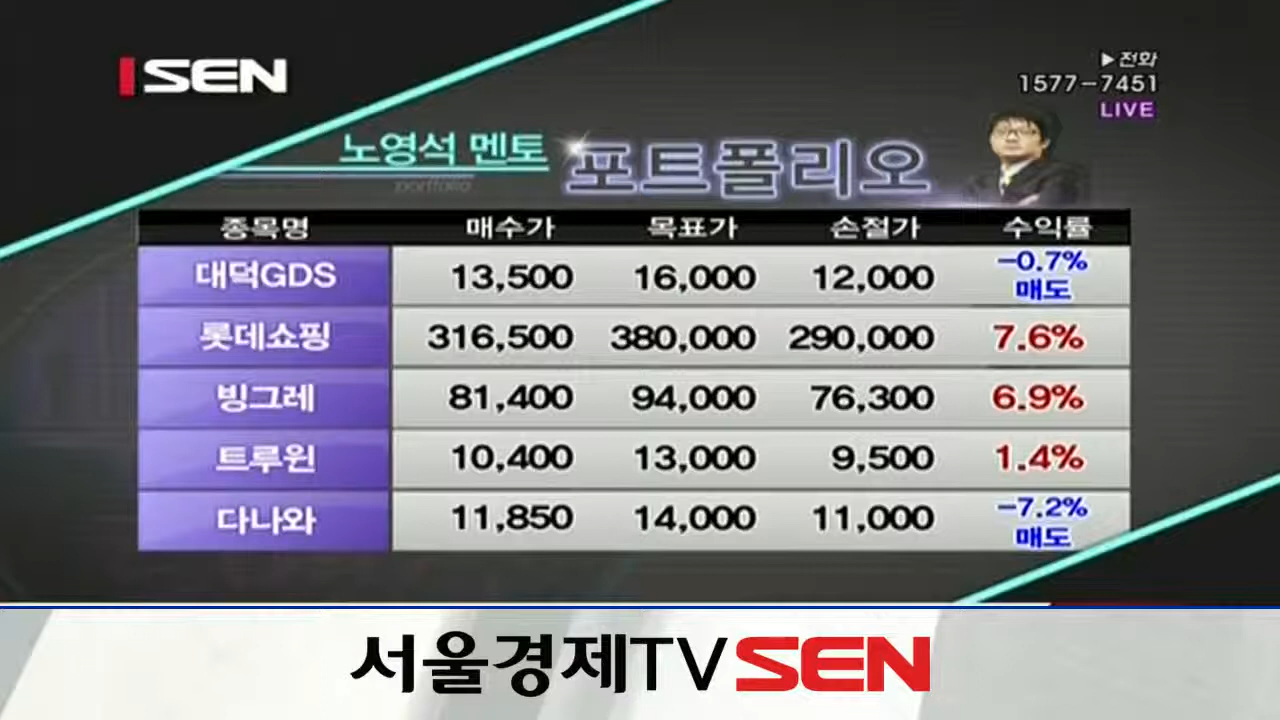 SEN
▶전화
1577-7451
LIVE
노영석 멘토 포트폴리오
portfolio
종목명 매수가 목표가 손절가 수익률
대덕GDS 13,500 16,000 12,000 -0.7% 매도
롯데쇼핑 316,500 380,000 290,000 7.6%
빙그레 81,400 94,000 76,300 6.9%
트루윈 10,400 13,000 9,500 1.4%
다나와 11,850 14,000 11,000 -7.2% 매도
서울경제TV SEN